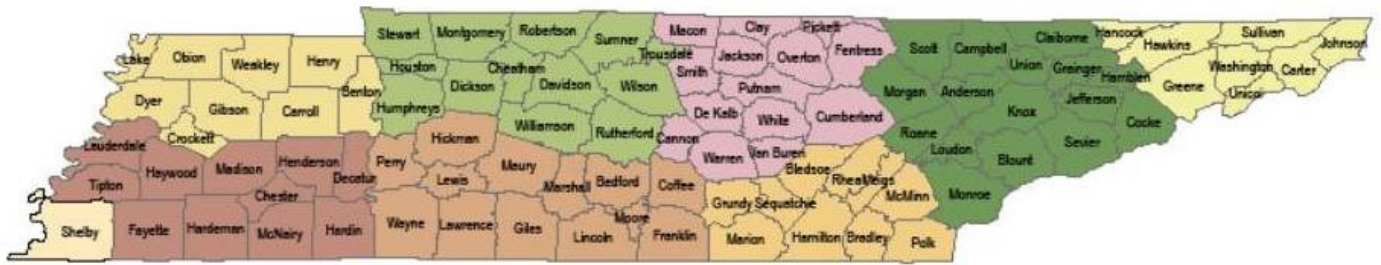 Lake
Obion
Weakley
Henry
Stewart
Montgomery
Robertson
Sumner
Trousdale
Macon
Clay
Pickett
Fentress
Scott
Campbell
Claiborne
Hancock
Hawkins
Sullivan
Johnson
Houston
Cheatham
Smith
Jackson
Overton
Union
Grainger
Hamblen
Greene
Washington
Carter
Unicoi
Dyer
Gibson
Carroll
Benton
Humphreys
Dickson
Davidson
Wilson
Putnam
Morgan
Anderson
Knox
Jefferson
Cocke
Crockett
Williamson
Rutherford
De Kalb
White
Cumberland
Cannon
Warren
Van Buren
Roane
Loudon
Blount
Sevier
Lauderdale
Haywood
Madison
Henderson
Decatur
Perry
Hickman
Maury
Lewis
Marshall
Bedford
Coffee
Bledsoe
Rhea
Meigs
McMinn
Monroe
Tipton
Chester
Grundy
Sequatchie
Shelby
Fayette
Hardeman
McNairy
Hardin
Wayne
Lawrence
Giles
Lincoln
Moore
Franklin
Marion
Hamilton
Bradley
Polk